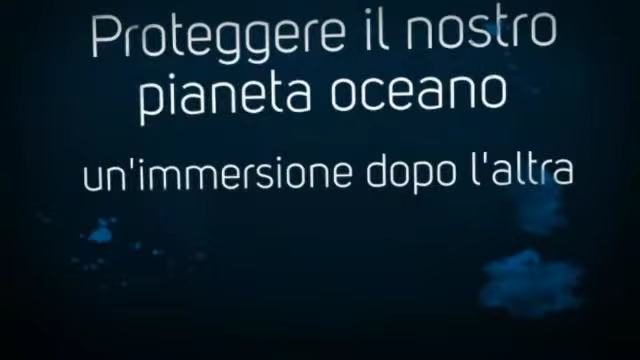 Proteggere il nostro
pianeta oceano
un'immersione dopo l'altra